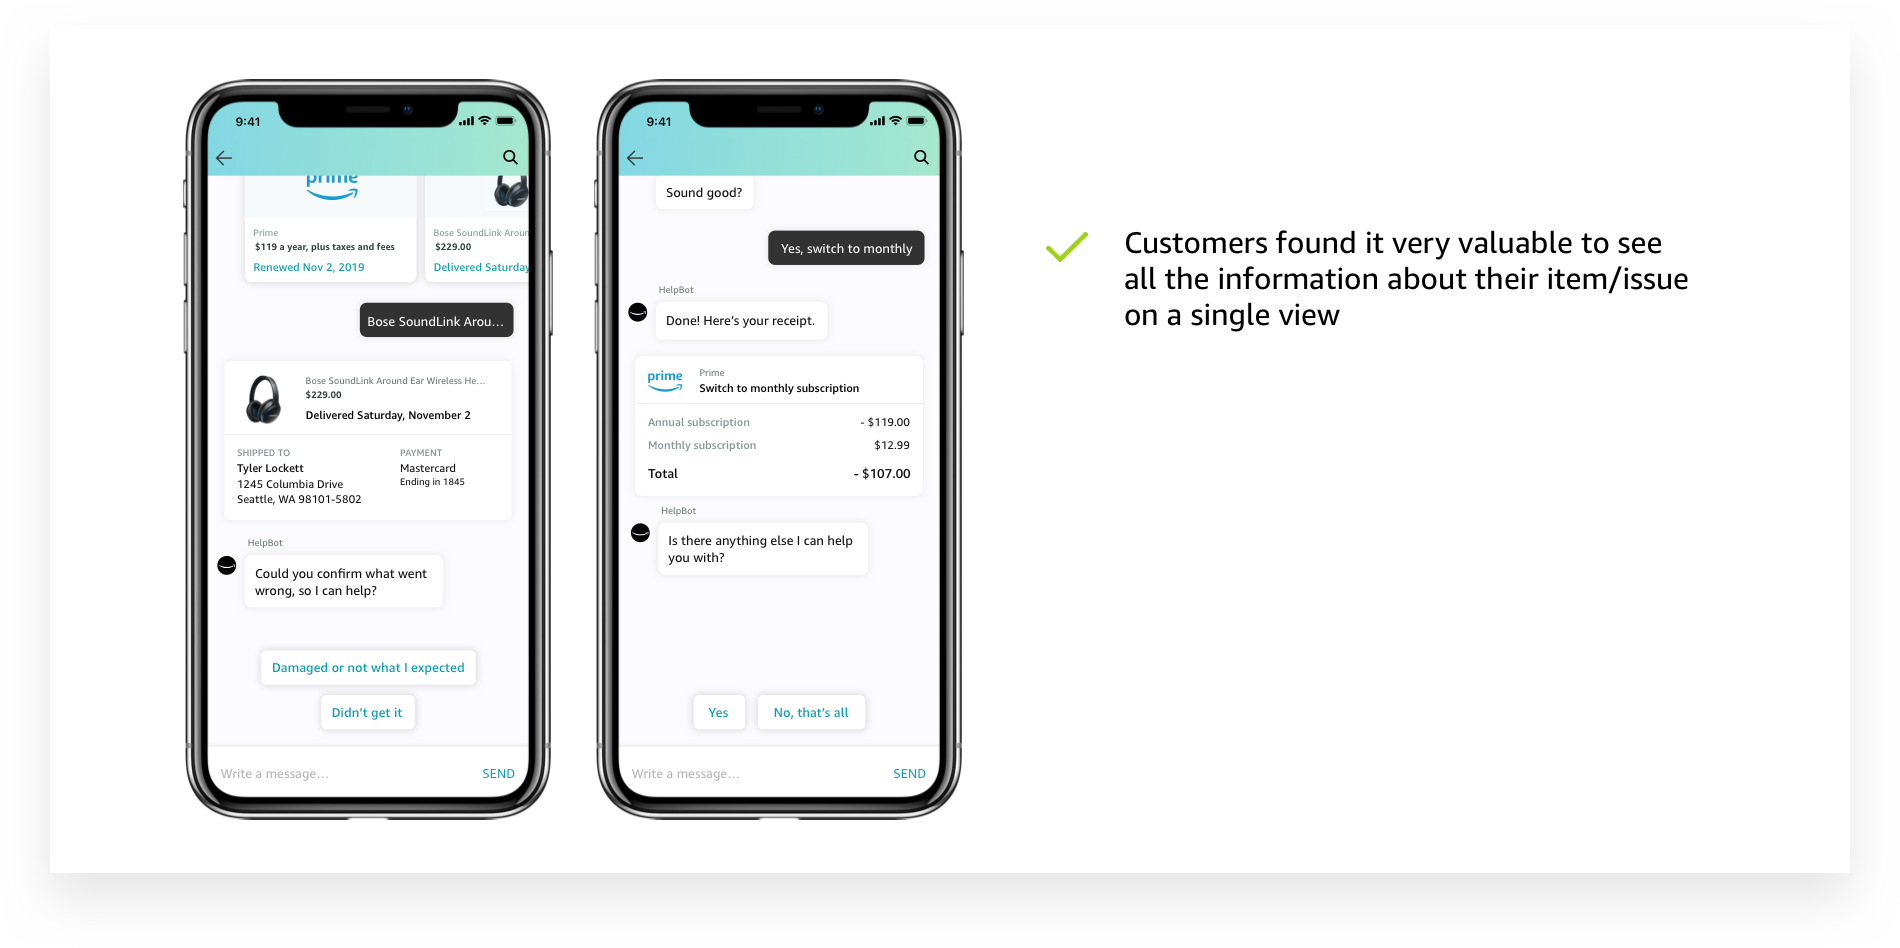 9:41
prime
Prime
$119 a year, plus taxes and fees
Renewed Nov 2, 2019
Bose SoundLink Aroun
$229.00
Delivered Saturday
Bose SoundLink Arou...
Bose SoundLink Around Ear Wireless He...
$229.00
Delivered Saturday, November 2
SHIPPED TO
Tyler Lockett
1245 Columbia Drive
Seattle, WA 98101-5802
PAYMENT
Mastercard
Ending in 1845
HelpBot
Could you confirm what went
wrong, so I can help?
Damaged or not what I expected
Didn't get it
Write a message...
SEND
9:41
Sound good?
Yes, switch to monthly
HelpBot
Done! Here's your receipt.
prime
Prime
Switch to monthly subscription
Annual subscription - $119.00
Monthly subscription $12.99
Total - $107.00
HelpBot
Is there anything else I can help
you with?
Yes
No, that's all
Write a message...
SEND
Customers found it very valuable to see
all the information about their item/issue
on a single view